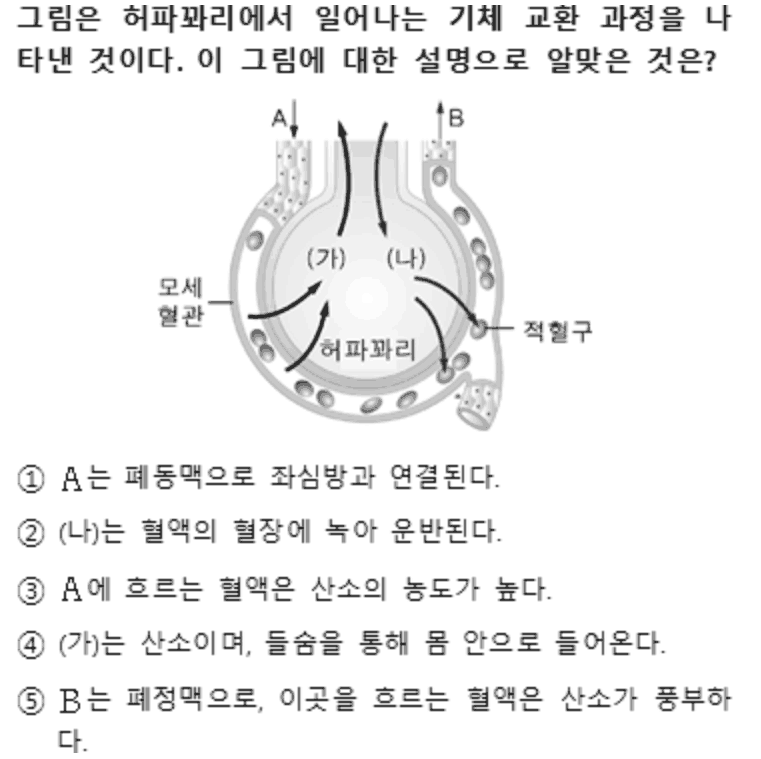 그림은 허파꽈리에서 일어나는 기체 교환 과정을 나
타낸 것이다. 이 그림에 대한 설명으로 알맞은 것은?
A
B
(가)
(나)
모세
혈관
적혈구
허파꽈리
① A는 폐동맥으로 좌심방과 연결된다.
② (나)는 혈액의 혈장에 녹아 운반된다.
③ A에 흐르는 혈액은 산소의 농도가 높다.
④ (가)는 산소이며, 들숨을 통해 몸 안으로 들어온다.
⑤ B는 폐정맥으로, 이곳을 흐르는 혈액은 산소가 풍부하
다.